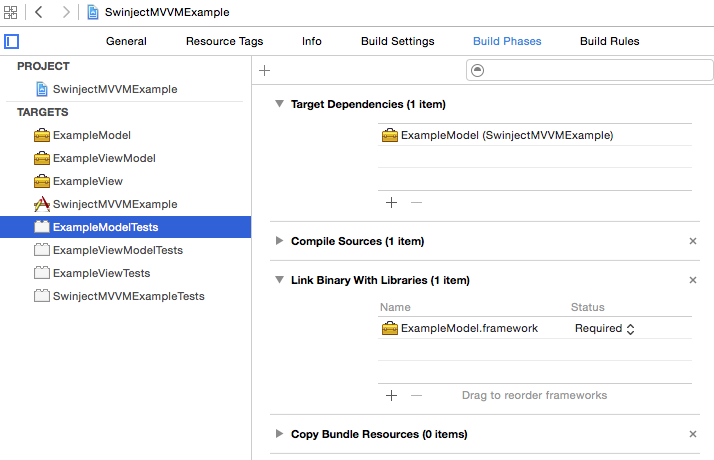 SwinjectMVVMExample
General Resource Tags Info Build Settings Build Phases Build Rules
PROJECT
SwinjectMVVMExample
TARGETS
ExampleModel
ExampleViewModel
ExampleView
SwinjectMVVMExample
ExampleModelTests
ExampleViewModelTests
ExampleViewTests
SwinjectMVVMExampleTests
Target Dependencies (1 item)
ExampleModel (SwinjectMVVMExample)
Compile Sources (1 item)
Link Binary With Libraries (1 item)
Name Status
ExampleModel.framework Required
Drag to reorder frameworks
Copy Bundle Resources (0 items)